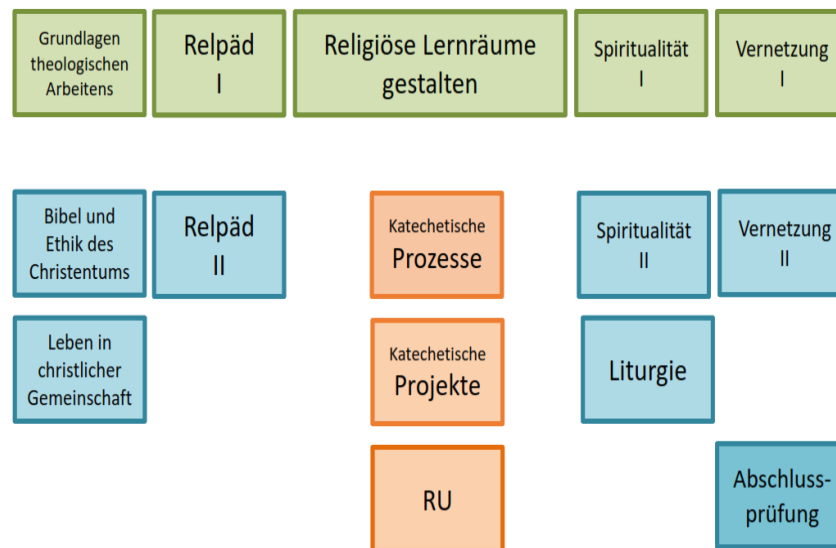 Grundlagen
theologischen
Arbeitens
Relpäd
I
Religiöse Lernräume
gestalten
Spiritualität
I
Vernetzung
I
Bibel und
Ethik des
Christentums
Relpäd
II
Katechetische
Prozesse
Spiritualität
II
Vernetzung
II
Leben in
christlicher
Gemeinschaft
Katechetische
Projekte
Liturgie
RU
Abschluss-
prüfung